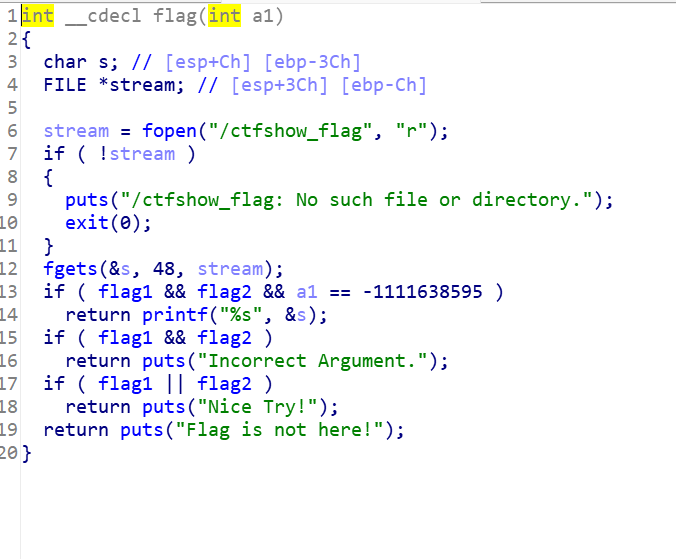 1 int __cdecl flag(int a1)
2 {
3 char s; // [esp+Ch] [ebp-3Ch]
4 FILE *stream; // [esp+3Ch] [ebp-Ch]
5
6 stream = fopen("/ctfshow_flag", "r");
7 if ( !stream )
8 {
9 puts("/ctfshow_flag: No such file or directory.");
10 exit(0);
11 }
12 fgets(&s, 48, stream);
13 if ( flag1 && flag2 && a1 == -1111638595 )
14 return printf("%s", &s);
15 if ( flag1 && flag2 )
16 return puts("Incorrect Argument.");
17 if ( flag1 || flag2 )
18 return puts("Nice Try!");
19 return puts("Flag is not here!");
20 }